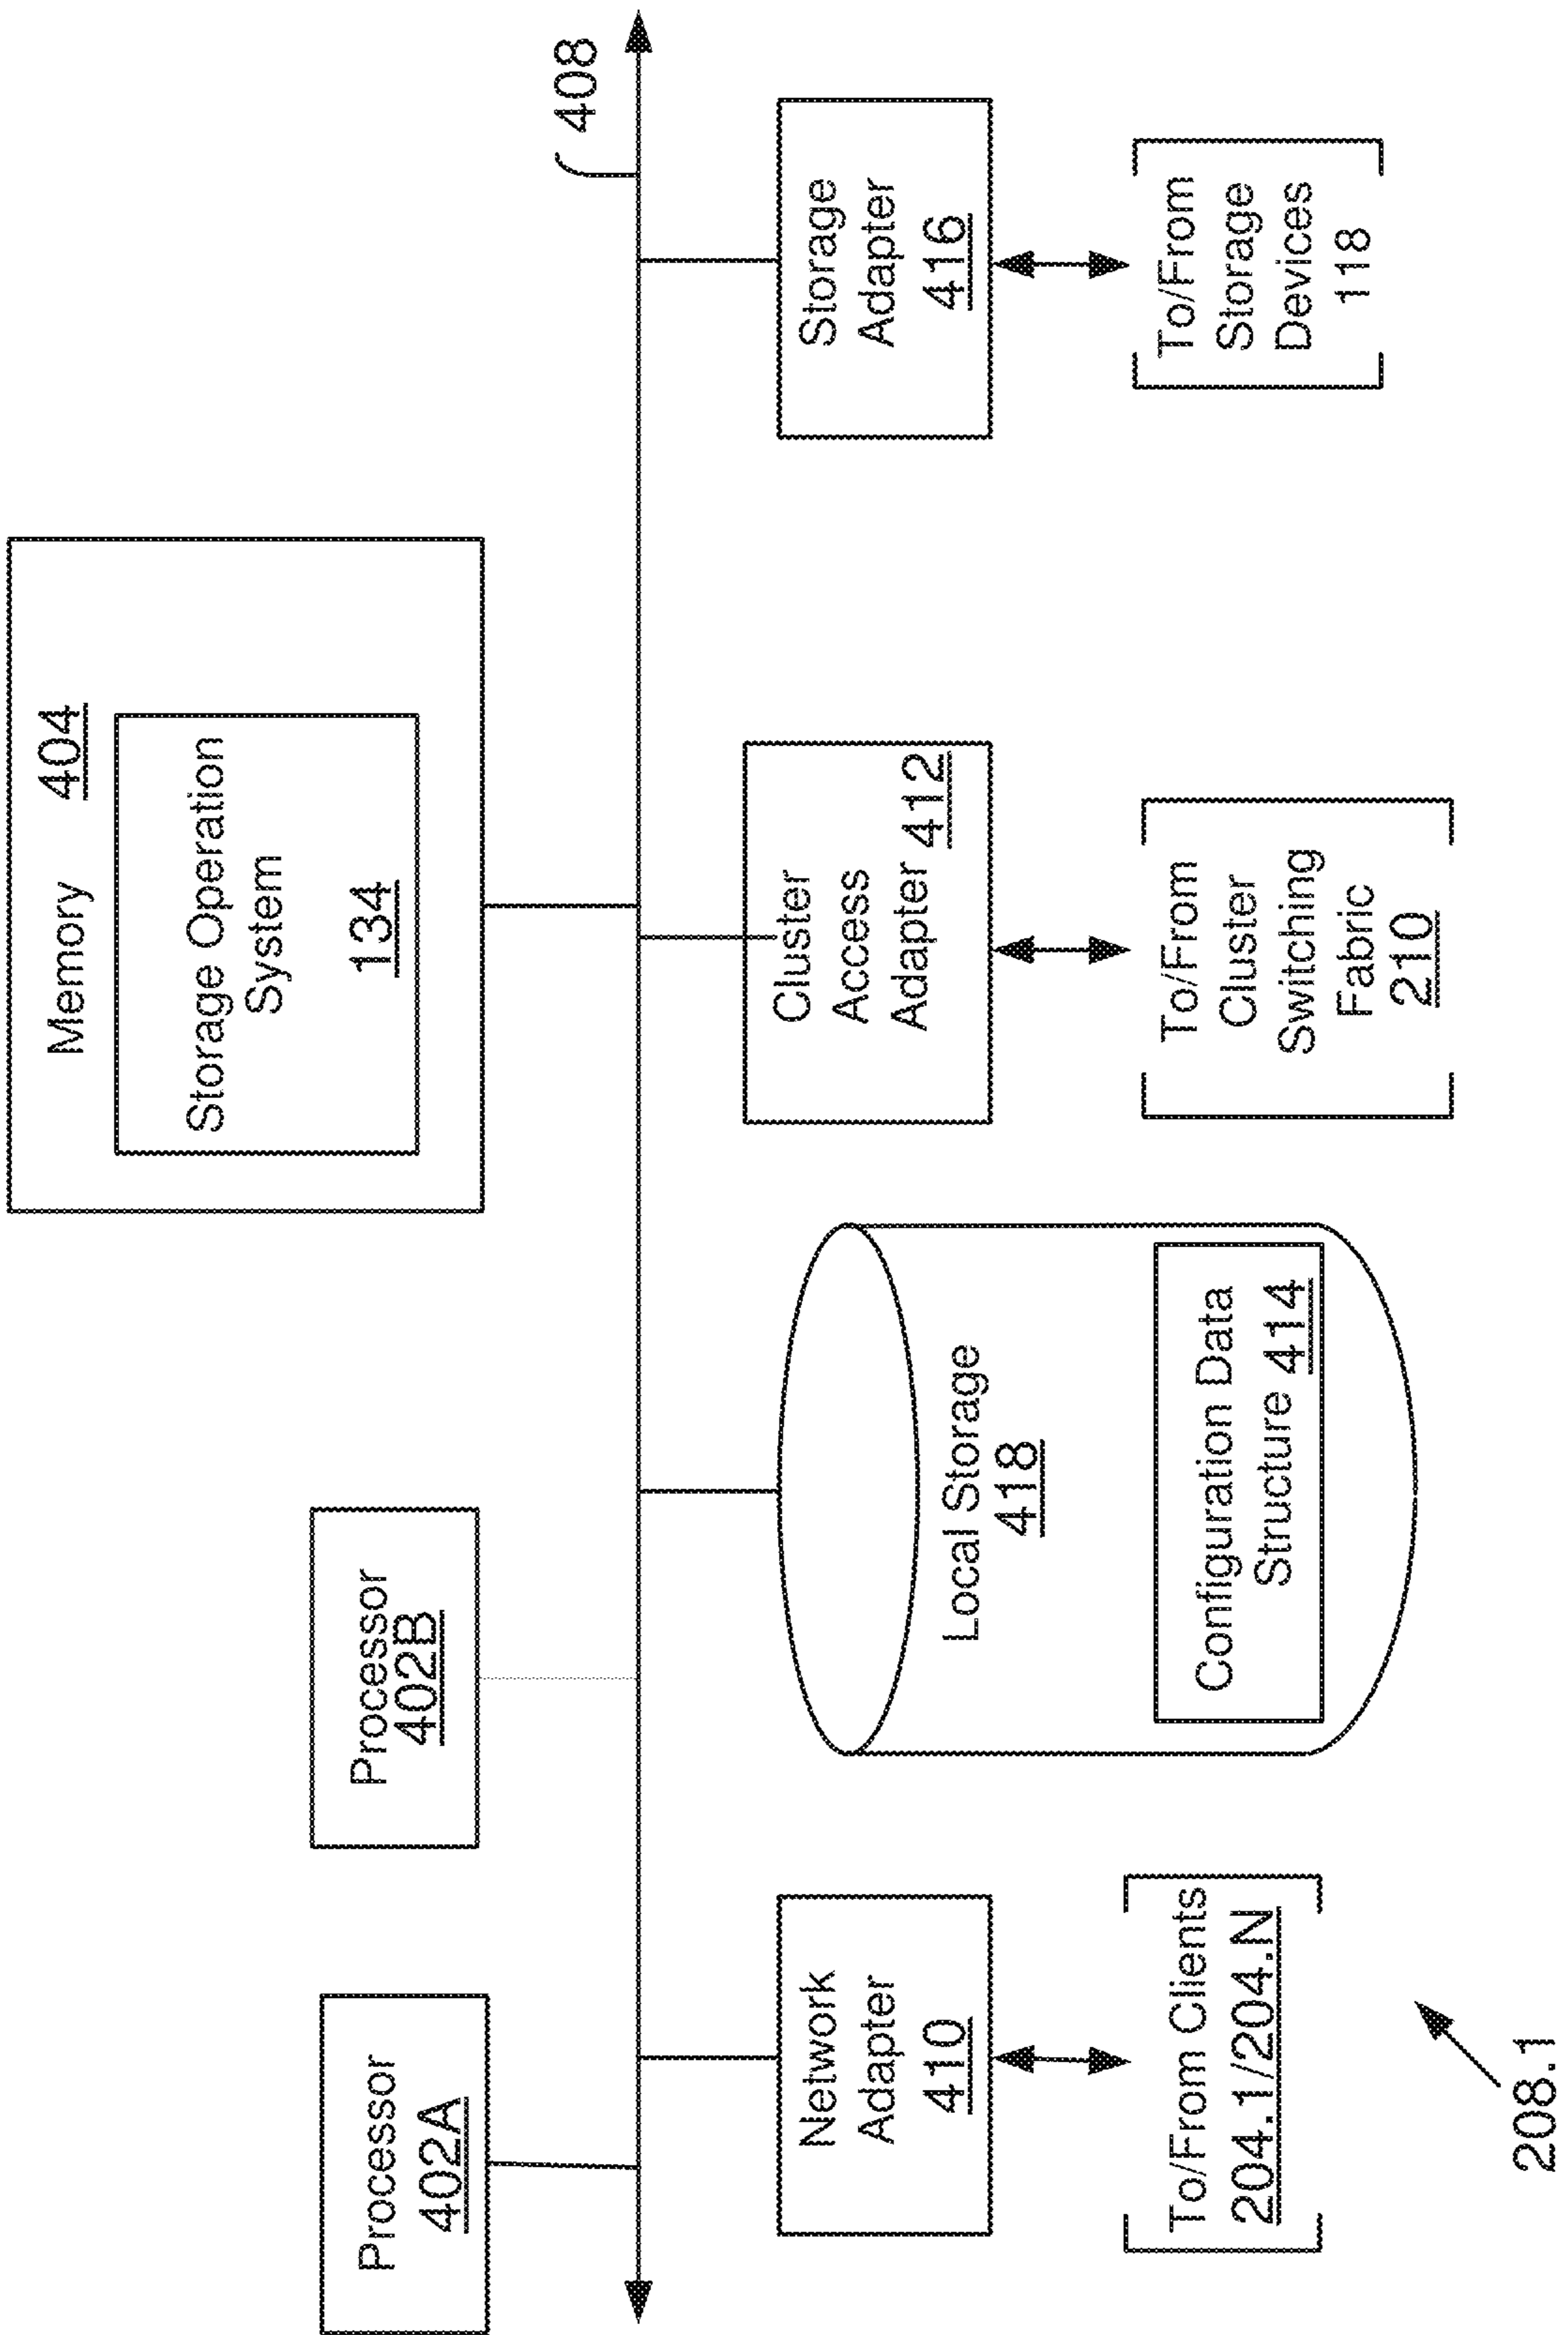 Memory 404
Storage Operation
System
134
Processor
402A
Processor
402B
408
Network
Adapter
410
Local Storage
418
Configuration Data
Structure 414
Cluster
Access
Adapter 412
Storage
Adapter
416
To/From Clients
204.1/204.N
To/From
Cluster
Switching
Fabric
210
To/From
Storage
Devices
118
208.1